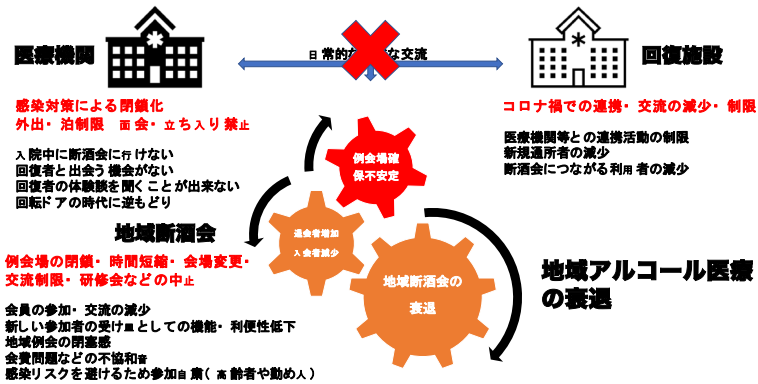 医療機関
日常的な な交流
回復施設
感染対策による閉鎖化
外出・泊制限 面会・立ち入り禁止
入院中に断酒会に行けない
回復者と出会う機会がない
回復者の体験談を聞くことが出来ない
回転ドアの時代に逆もどり
コロナ禍での連携・交流の減少・制限
医療機関等との連携活動の制限
新規通所者の減少
断酒会につながる利用者の減少
例会場確
保不安定
退会者増加
入会者減少
地域断酒会の
衰退
地域断酒会
例会場の閉鎖・時間短縮・会場変更・
交流制限・研修会などの中止
会員の参加・交流の減少
新しい参加者の受け皿としての機能・利便性低下
地域例会の閉塞感
会費問題などの不協和音
感染リスクを避けるため参加自粛(高齢者や勤め人)
地域アルコール医療
の衰退